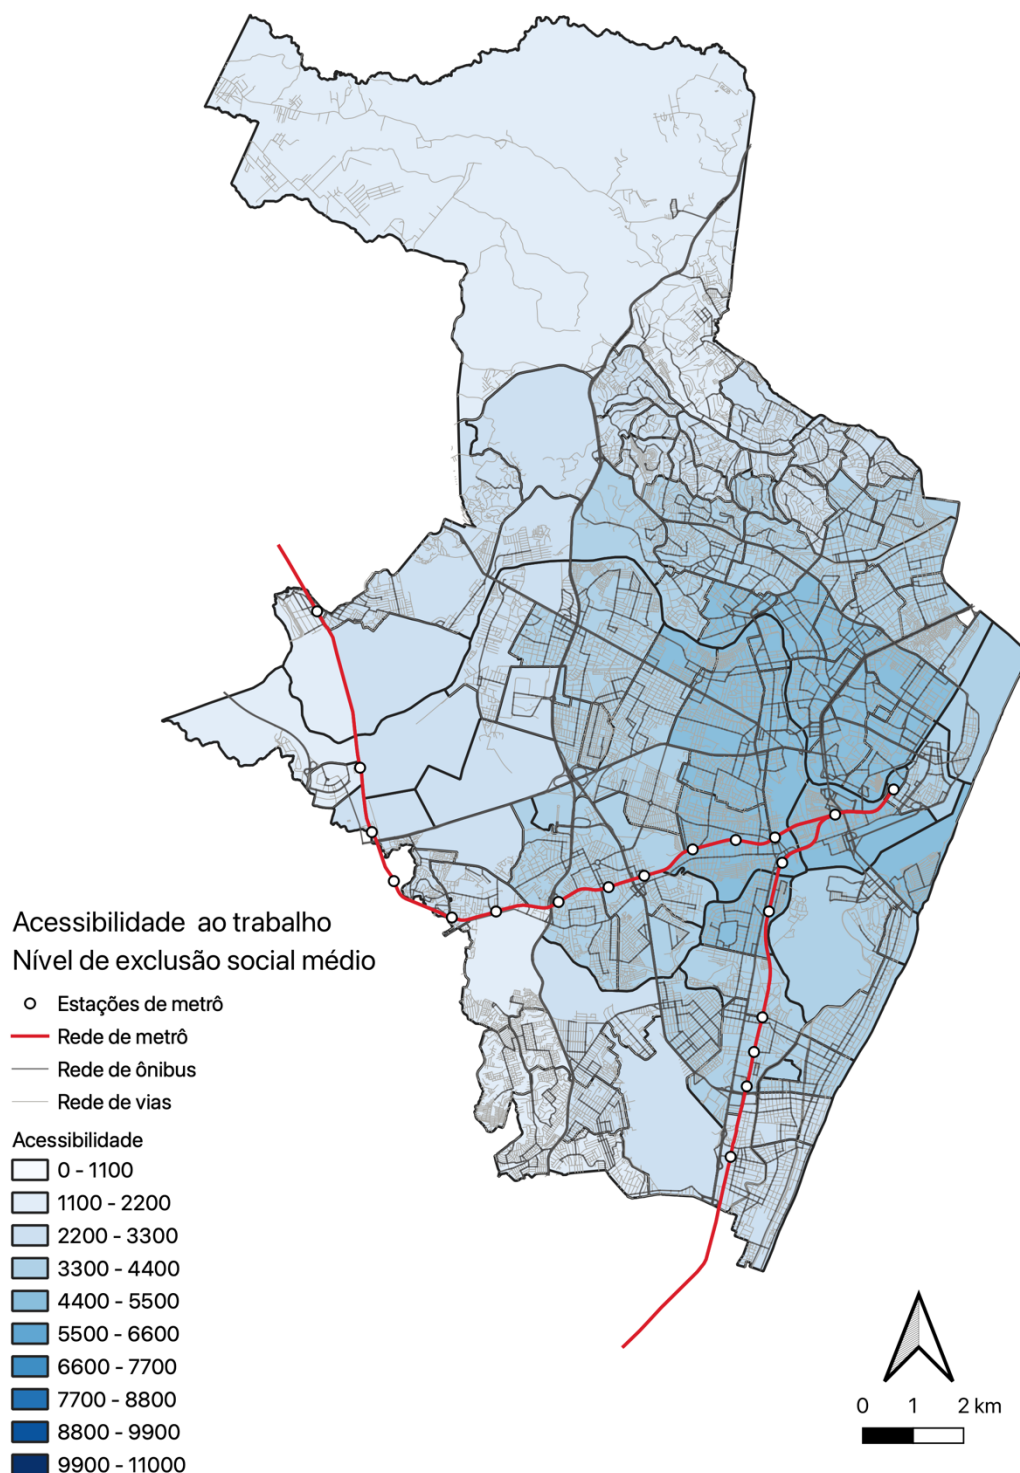 Acessibilidade ao trabalho
Nível de exclusão social médio
Estações de metrô
Rede de metrô
Rede de ônibus
Rede de vias
Acessibilidade
0 - 1100
1100 - 2200
2200 - 3300
3300 - 4400
4400 - 5500
5500 - 6600
6600 - 7700
7700 - 8800
8800 - 9900
9900 - 11000
0 1 2 km